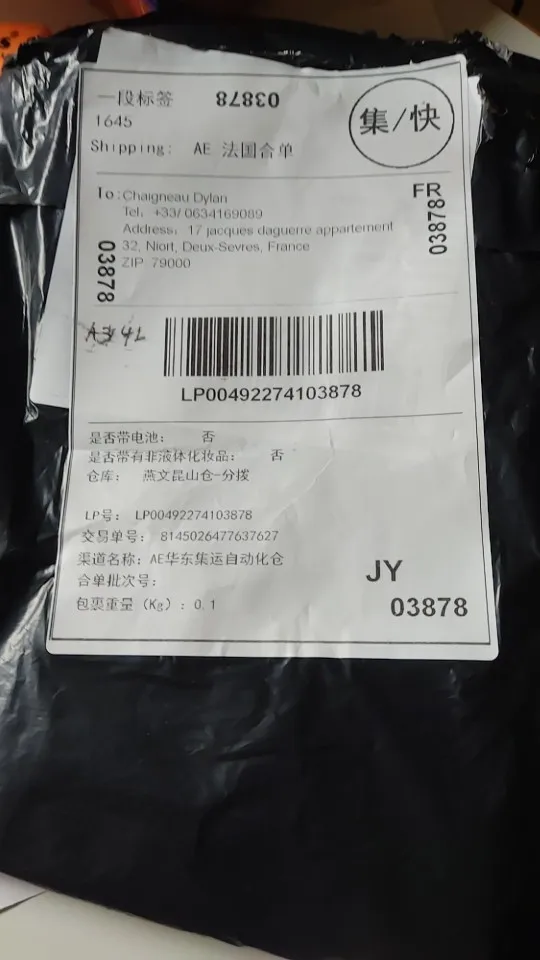 一段标签 03878
集/快
1645
Shipping: AE 法国合单
To:Chaigneau Dylan
FR
Tel: +33/ 0634169089
Address: 17 jacques daguerre appartement
32, Niort, Deux-Sevres, France
ZIP 79000
03878
03878
LP00492274103878
是否带电池: 否
是否带有非液体化妆品: 否
仓库: 燕文昆山仓-分拨
LP号: LP00492274103878
交易单号: 8145026477637627
渠道名称: AE华东集运自动化仓
合单批次号:
包裹重量 (Kg) : 0.1
JY
03878